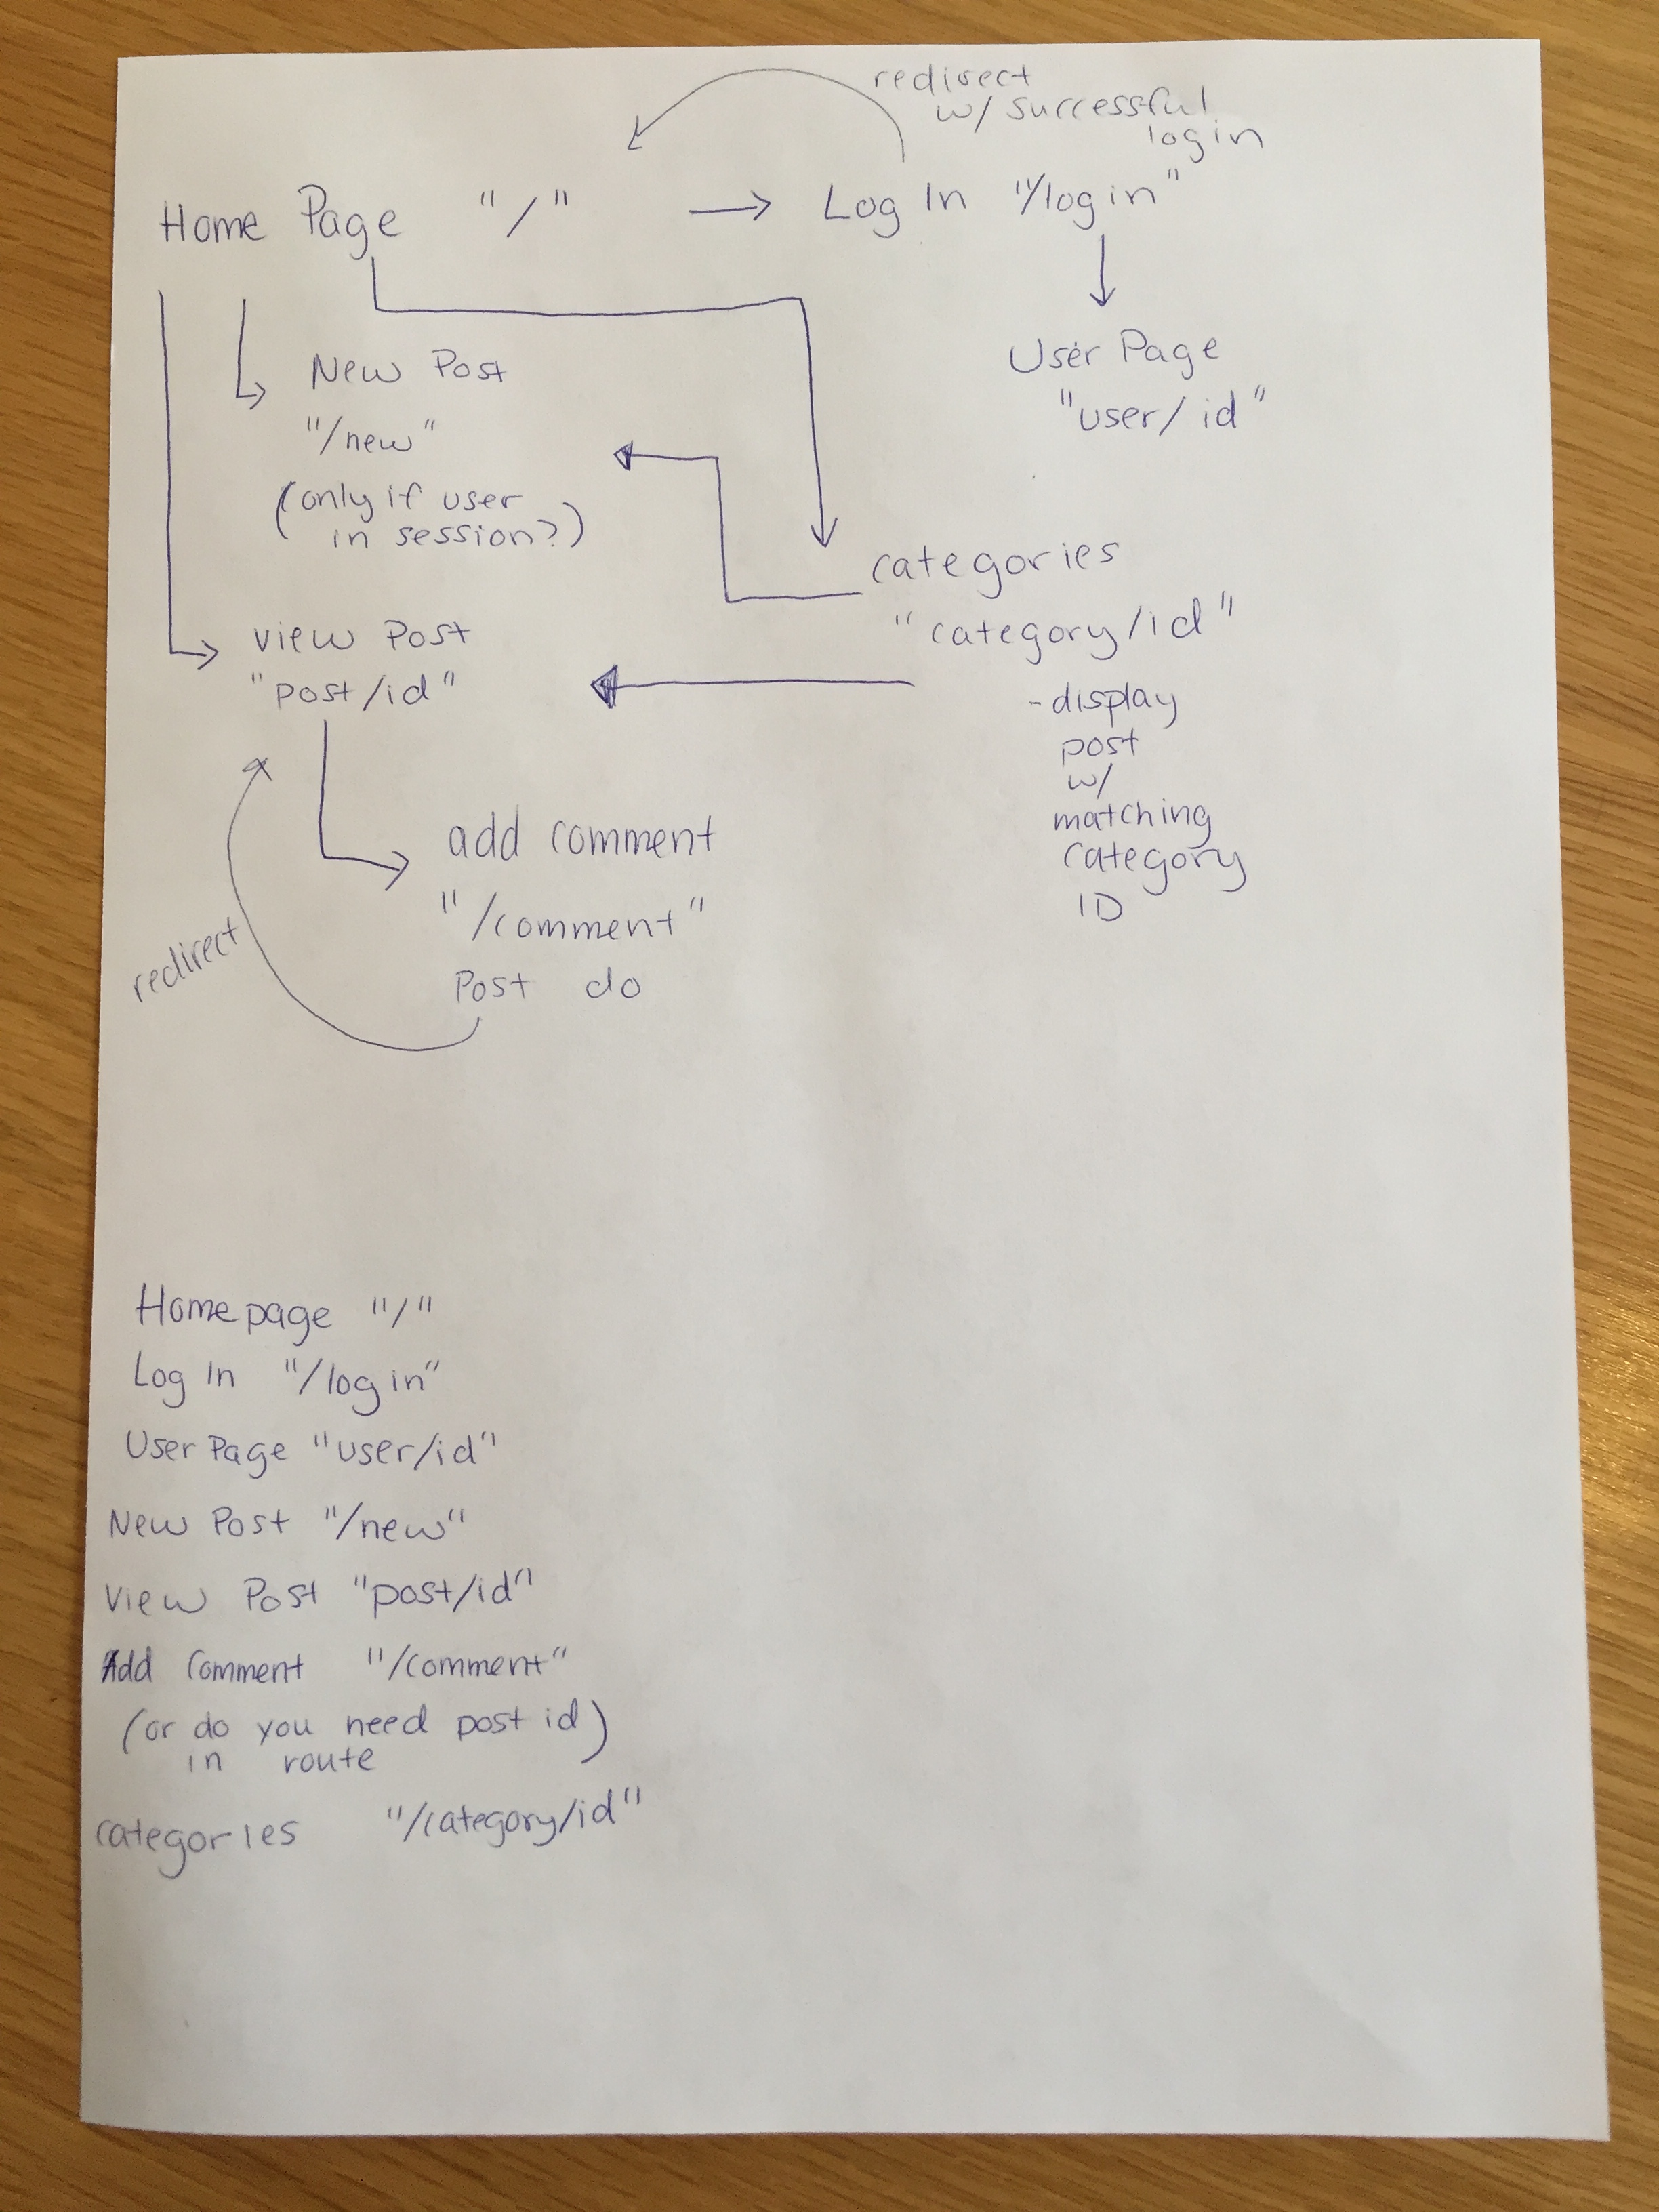 redirect
w/ successful
login
Home Page "/" → Log In "/login"
New Post
"/new"
(only if user
in session?)
User Page
"user/id"
categories
"category/id"
- display
post
w/
matching
category
ID
view Post
"post/id"
add comment
"/comment"
Post do
redirect
Homepage "/"
Log In "/login"
User Page "user/id"
New Post "/new"
View Post "post/id"
Add Comment "/comment"
(or do you need post id)
in route
categories "/category/id"